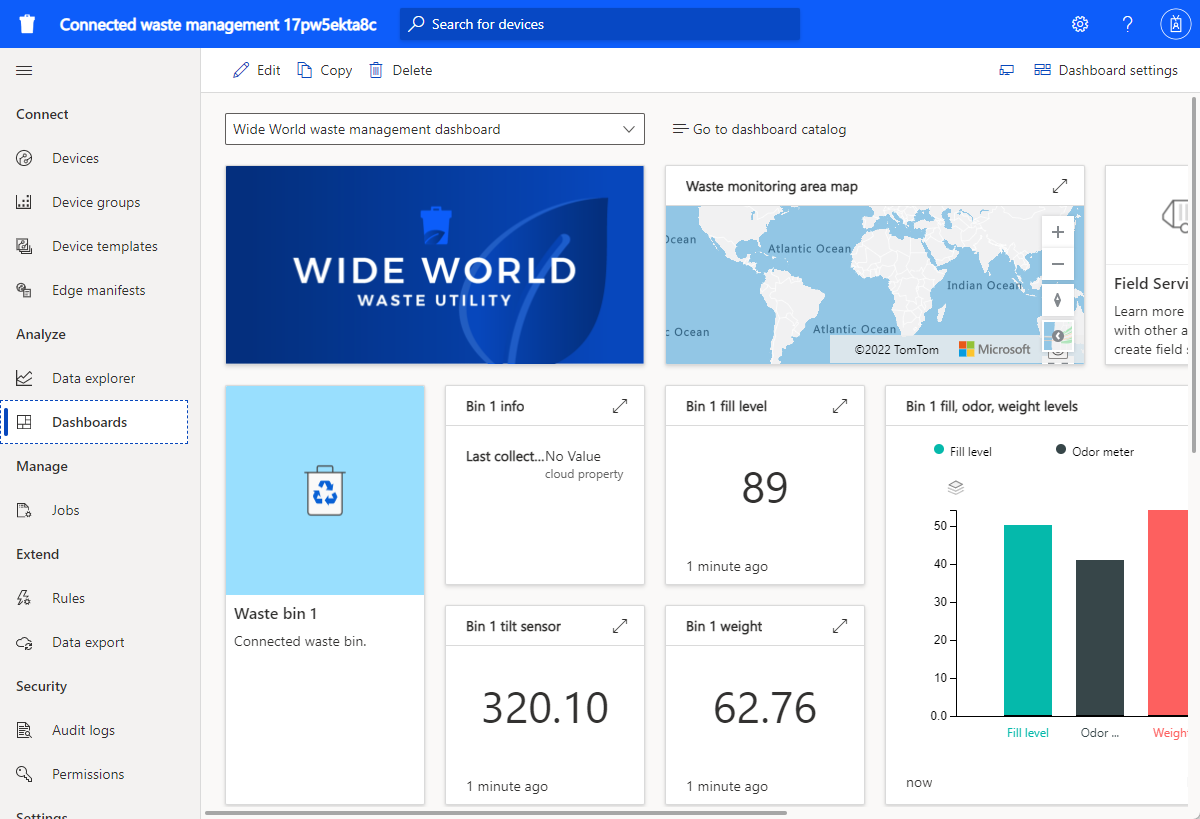 Connected waste management 17pw5ekta8c
Search for devices
Edit
Copy
Delete
Dashboard settings
Connect
Devices
Device groups
Device templates
Edge manifests
Analyze
Data explorer
Dashboards
Manage
Jobs
Extend
Rules
Data export
Security
Audit logs
Permissions
Settings
Wide World waste management dashboard
Go to dashboard catalog
WIDE WORLD
WASTE UTILITY
Waste monitoring area map
Ocean
Atlantic Ocean
Indian Ocean
c Ocean
Atlantic Ocean
©2022 TomTom
Microsoft
Field Servi
Learn more
with other a
create field s
Waste bin 1
Connected waste bin.
Bin 1 info
Last collect...No Value
cloud property
Bin 1 fill level
89
1 minute ago
Bin 1 tilt sensor
320.10
1 minute ago
Bin 1 weight
62.76
1 minute ago
Bin 1 fill, odor, weight levels
Fill level
Odor meter
50
40
30
20
10
0.0
Fill level
Odor ...
Weight
now